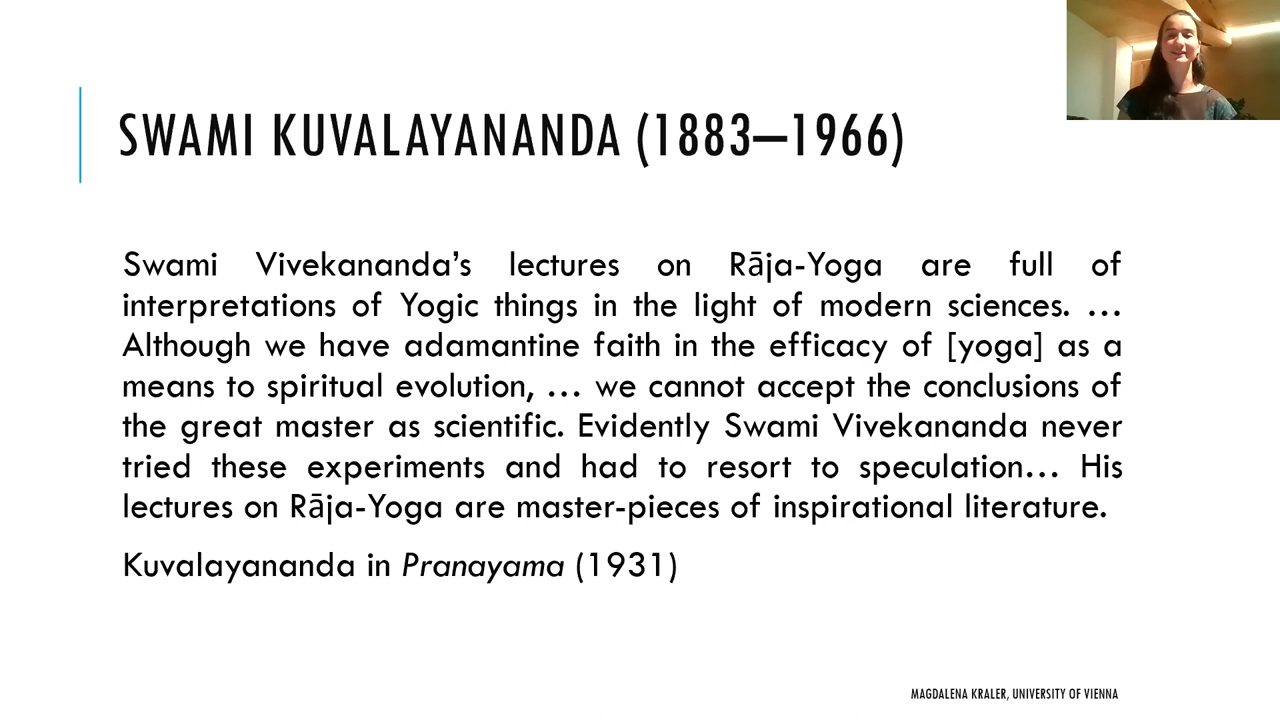 SWAMI KUVALAYANANDA (1883–1966)
Swami Vivekananda’s lectures on Rāja-Yoga are full of
interpretations of Yogic things in the light of modern sciences. …
Although we have adamantine faith in the efficacy of [yoga] as a
means to spiritual evolution, … we cannot accept the conclusions of
the great master as scientific. Evidently Swami Vivekananda never
tried these experiments and had to resort to speculation… His
lectures on Rāja-Yoga are master-pieces of inspirational literature.
Kuvalayananda in Pranayama (1931)
MAGDALENA KRALER, UNIVERSITY OF VIENNA